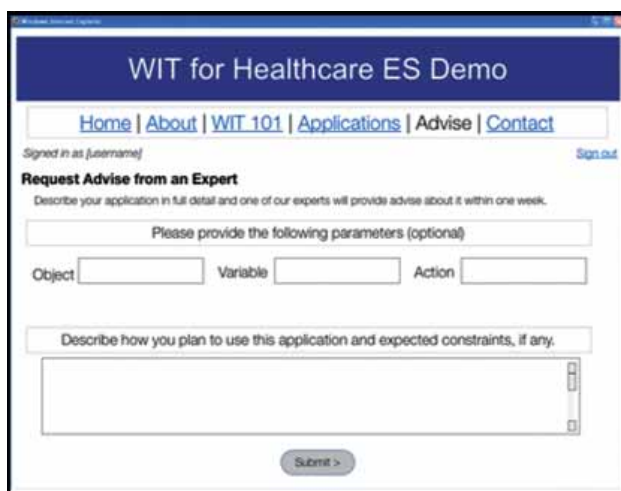 Windows Internet Explorer
WIT for Healthcare ES Demo
Home | About | WIT 101 | Applications | Advise | Contact
Signed in as [username] Sign out
Request Advise from an Expert
Describe your application in full detail and one of our experts will provide advise about it within one week.
Please provide the following parameters (optional)
Object Variable Action
Describe how you plan to use this application and expected constraints, if any.
Submit >